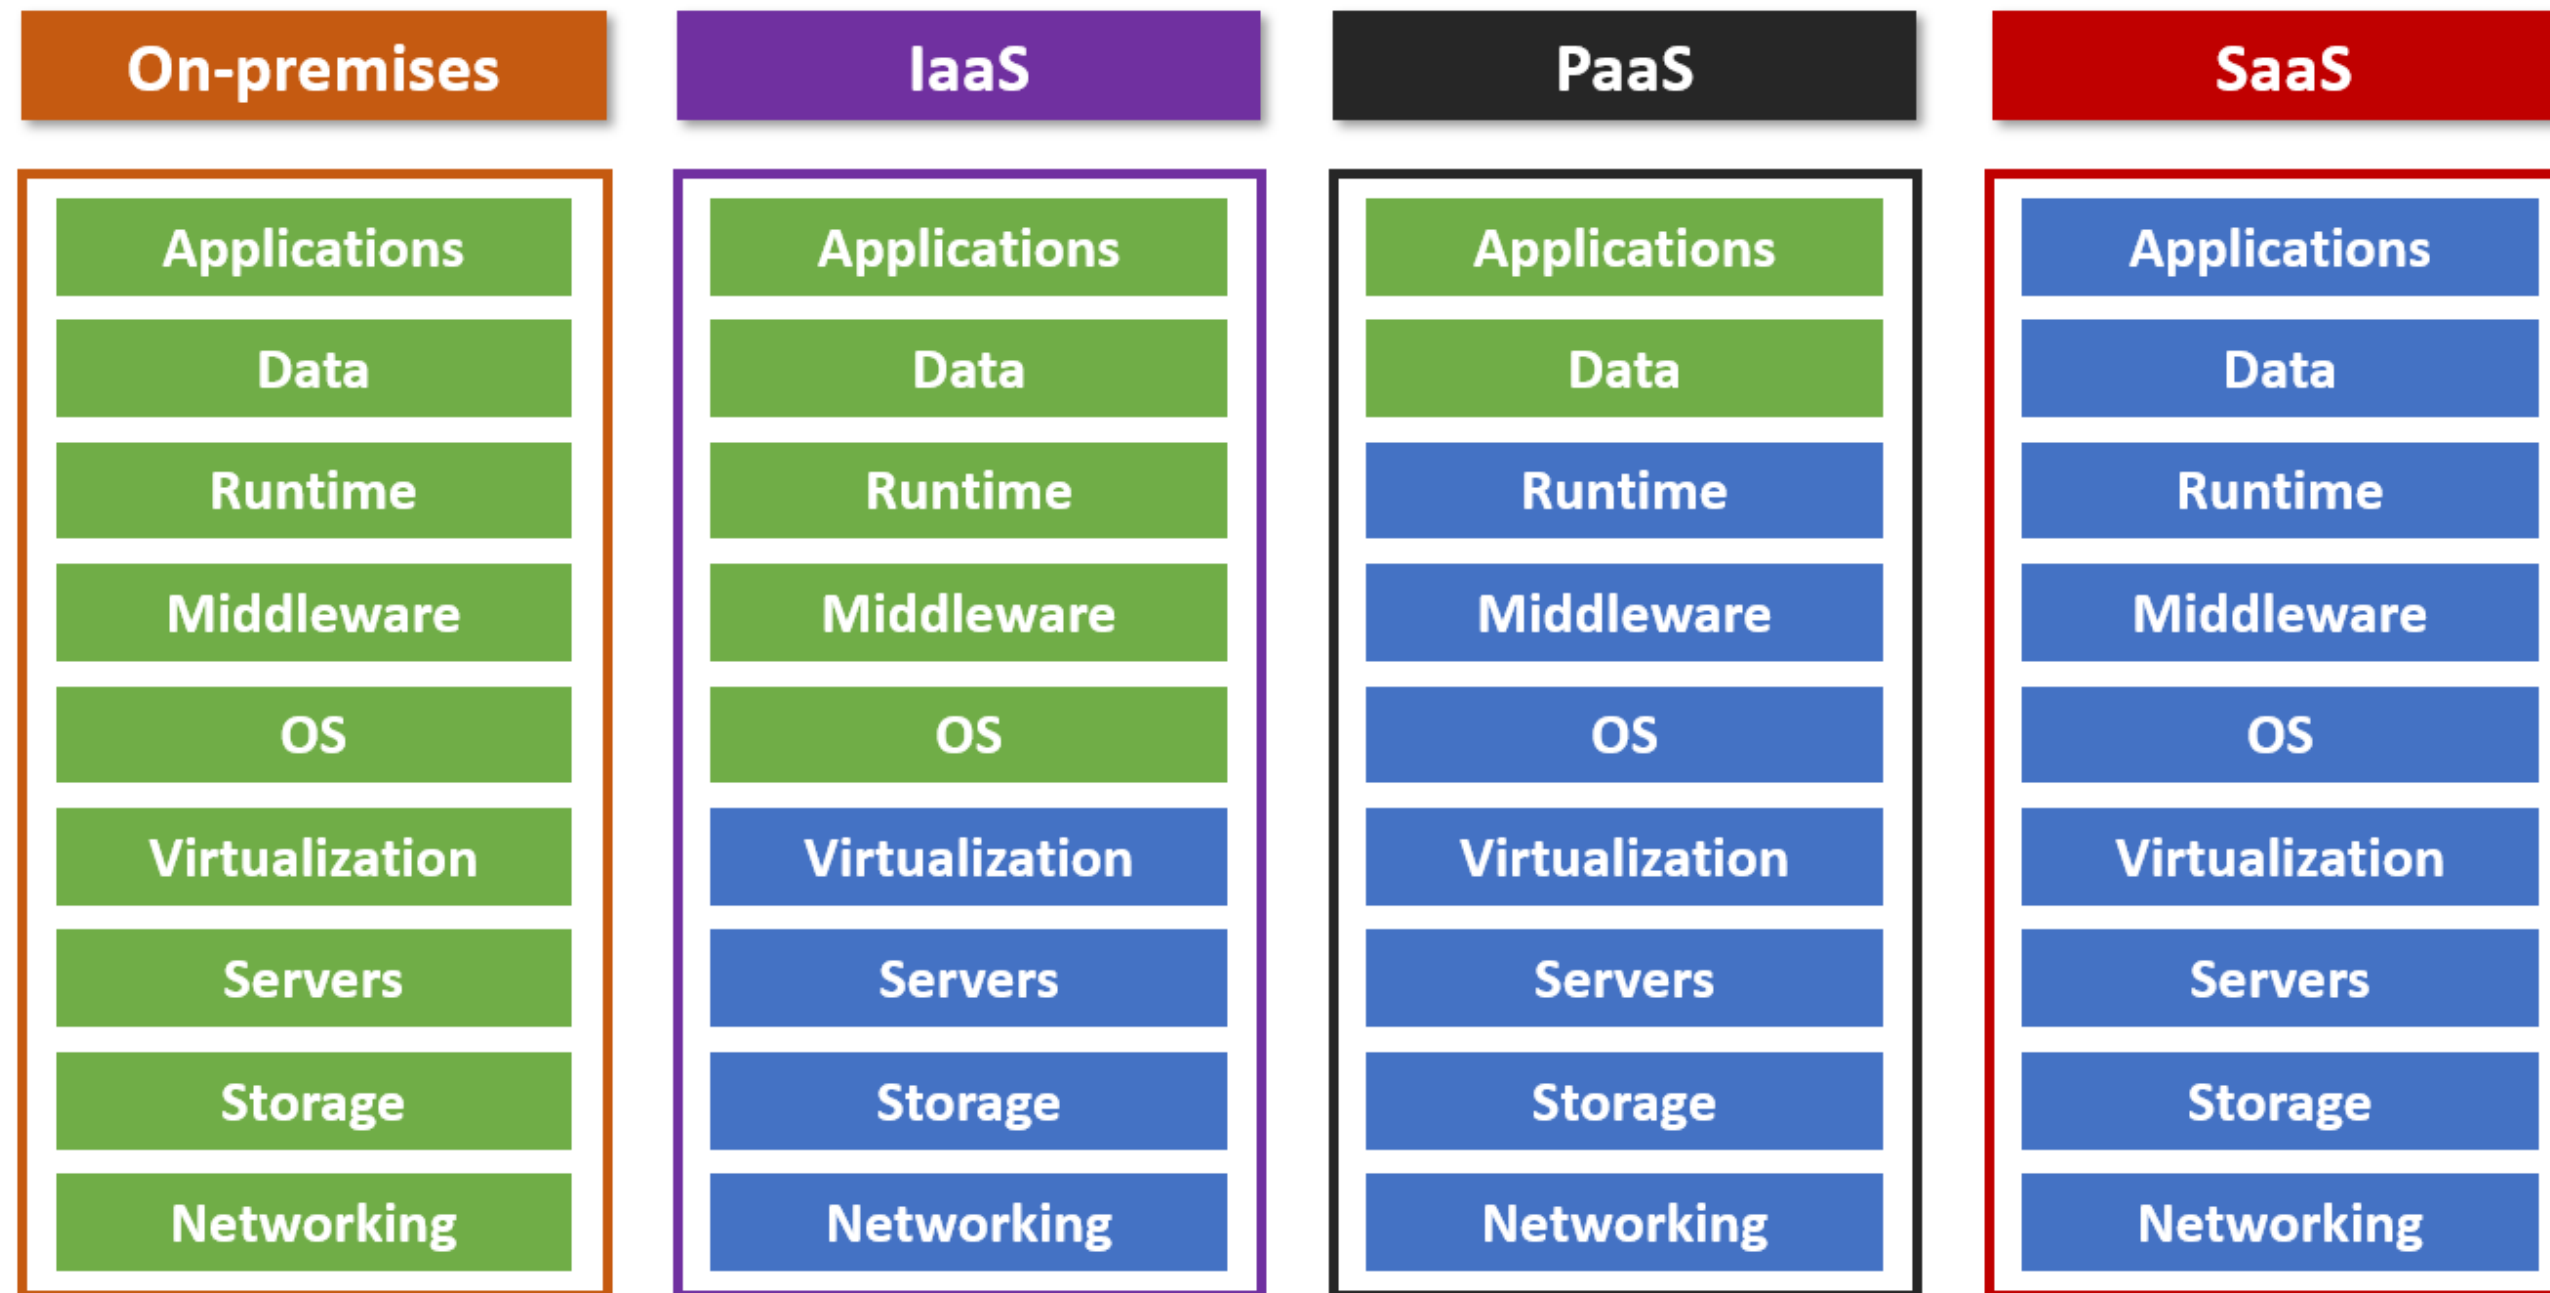 On-premises
IaaS
PaaS
SaaS
Applications
Data
Runtime
Middleware
OS
Virtualization
Servers
Storage
Networking
Applications
Data
Runtime
Middleware
OS
Virtualization
Servers
Storage
Networking
Applications
Data
Runtime
Middleware
OS
Virtualization
Servers
Storage
Networking
Applications
Data
Runtime
Middleware
OS
Virtualization
Servers
Storage
Networking